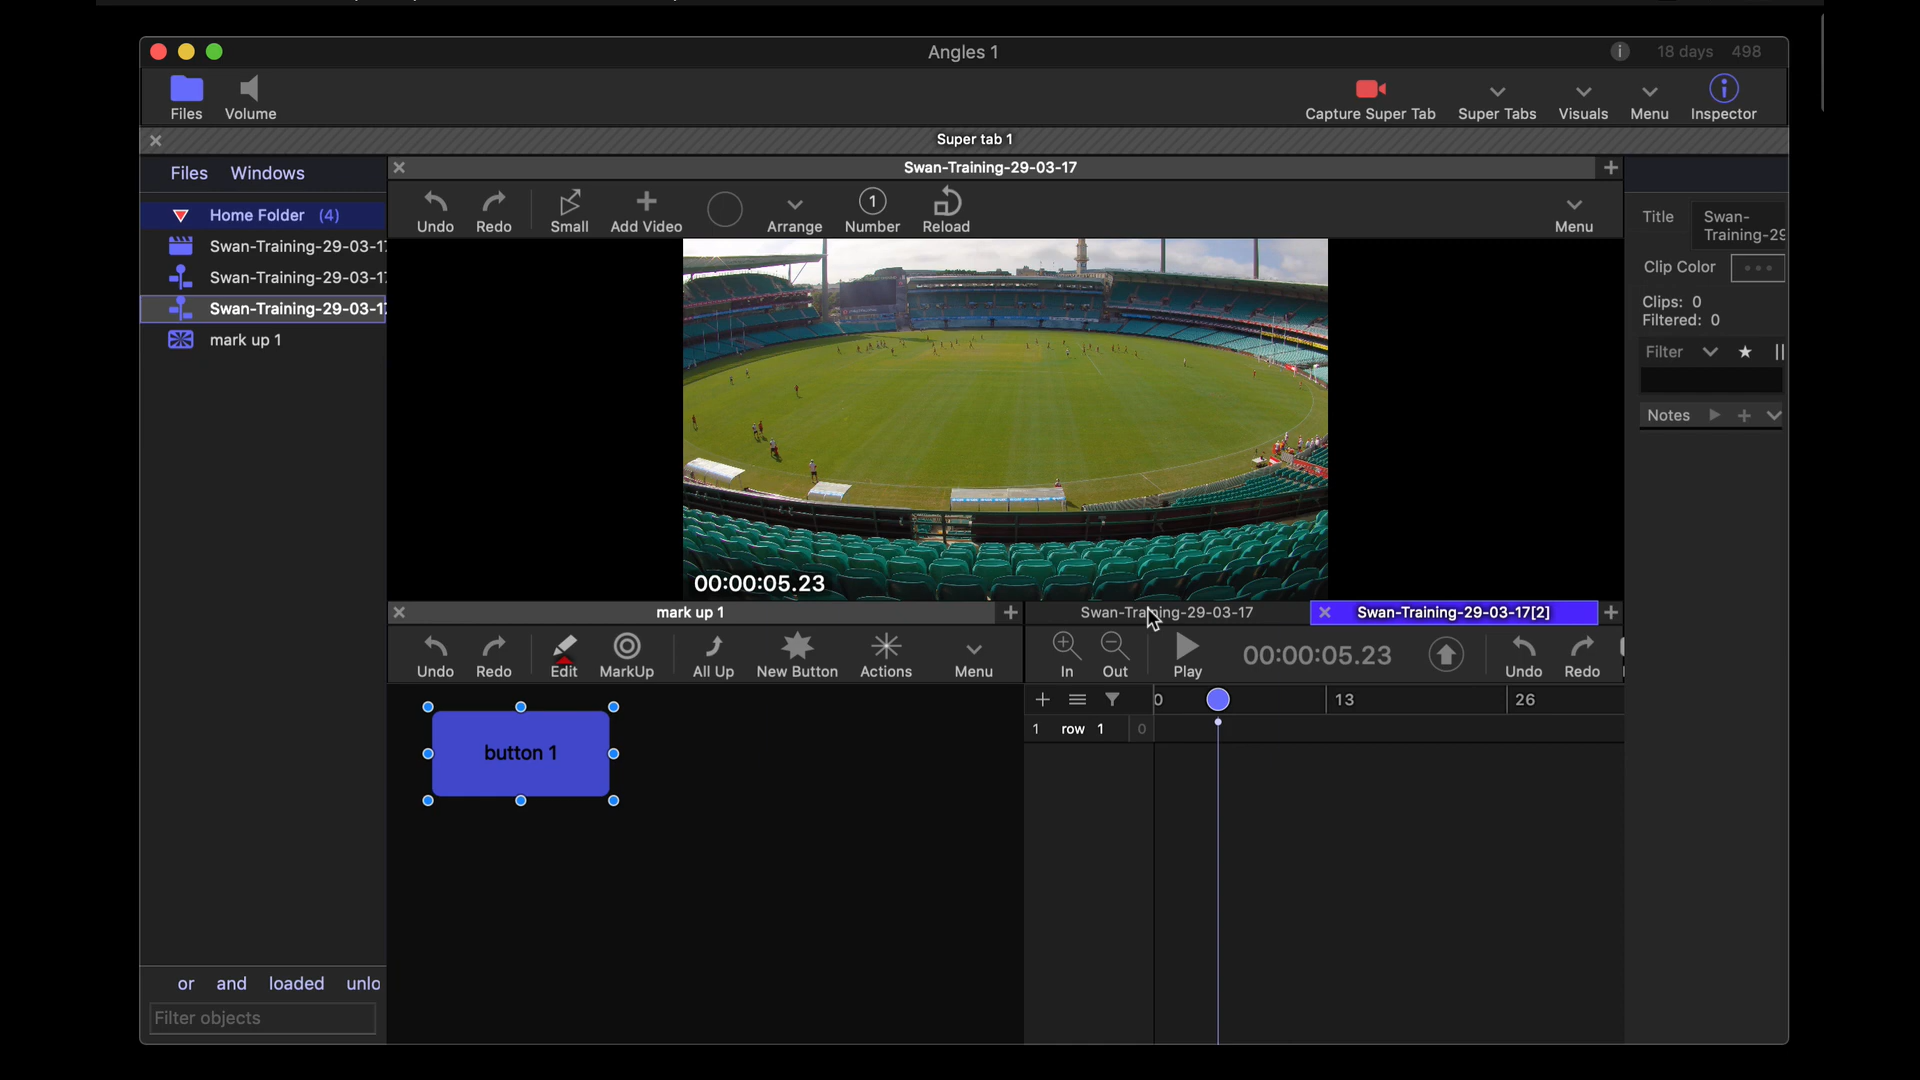 Angles 1
18 days 498
Files Volume
Capture Super Tab Super Tabs Visuals Menu Inspector
Super tab 1
Files Windows
Swan-Training-29-03-17
Home Folder (4)
Swan-Training-29-03-17
Swan-Training-29-03-17
Swan-Training-29-03-17
mark up 1
Undo Redo Small Add Video Arrange 1 Number Reload Menu
00:00:05.23
Title Swan-
Training-29
Clip Color
Clips: 0
Filtered: 0
Filter
Notes
mark up 1
Swan-Training-29-03-17
Swan-Training-29-03-17[2]
Undo Redo Edit MarkUp All Up New Button Actions Menu
In Out Play 00:00:05.23 Undo Redo
button 1
0 13 26
1 row 1 0
or and loaded unlo
Filter objects